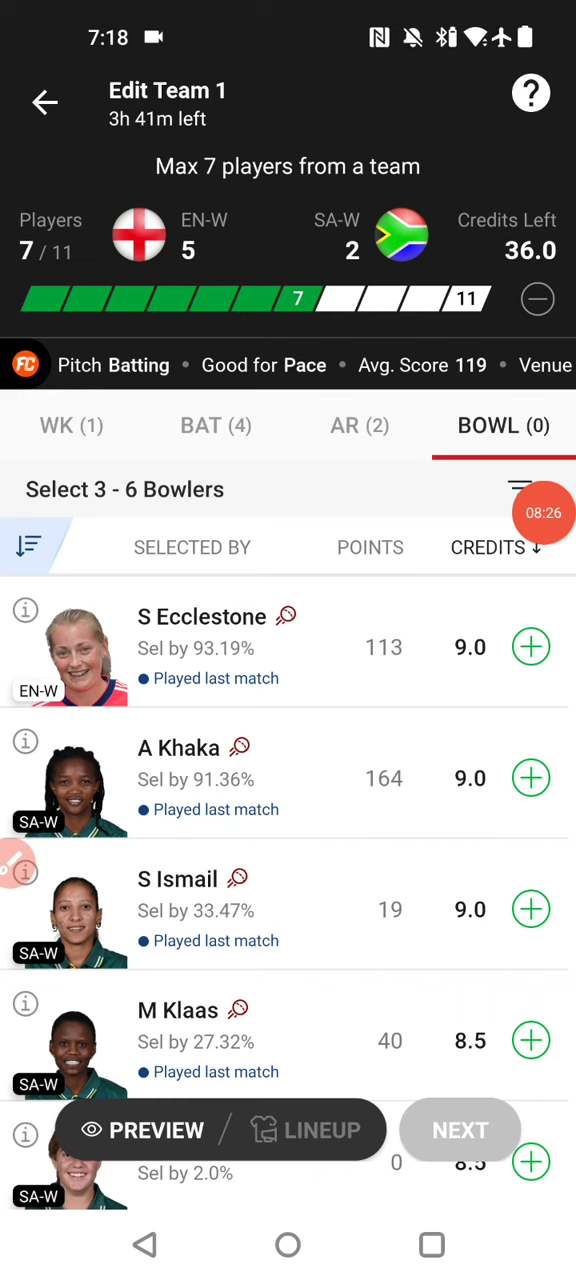 7:18
Edit Team 1
3h 41m left
?
Max 7 players from a team
Players EN-W SA-W Credits Left
7 / 11 5 2 36.0
7 11
FC Pitch Batting • Good for Pace • Avg. Score 119 • Venue
WK (1) BAT (4) AR (2) BOWL (0)
Select 3 - 6 Bowlers
08:26
SELECTED BY POINTS CREDITS ↓
S Ecclestone
Sel by 93.19% 113 9.0
Played last match
EN-W
A Khaka
Sel by 91.36% 164 9.0
Played last match
SA-W
S Ismail
Sel by 33.47% 19 9.0
Played last match
SA-W
M Klaas
Sel by 27.32% 40 8.5
Played last match
SA-W
PREVIEW / LINEUP NEXT
Sel by 2.0% 0 8.5
SA-W